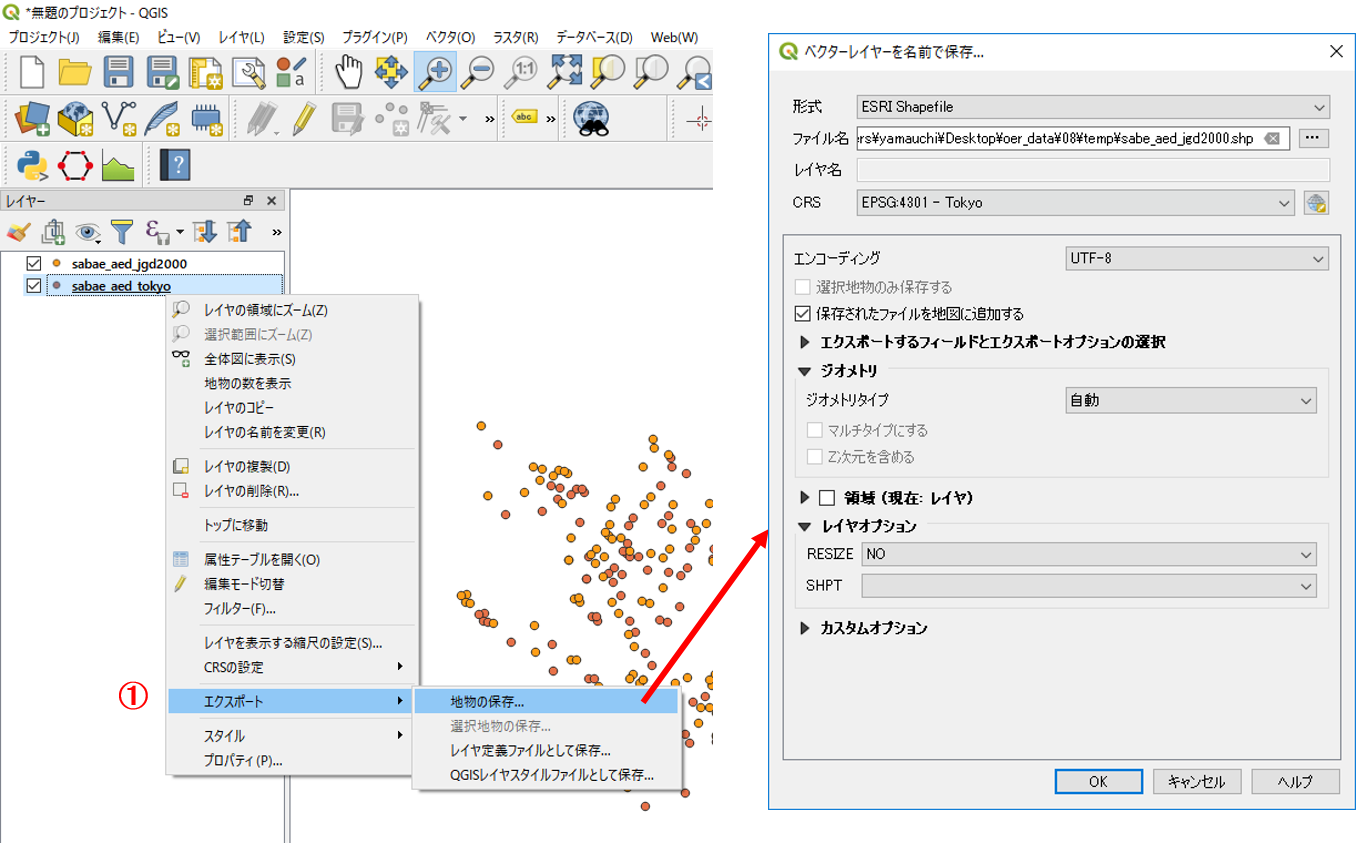 *無題のプロジェクト - QGIS
プロジェクト(J) 編集(E) ビュー(V) レイヤ(L) 設定(S) プラグイン(P) ベクタ(O) ラスタ(R) データベース(D) Web(W)
1:1
a
abc
»
»
?
レイヤー
»
sabae_aed_jgd2000
sabae_aed_tokyo
レイヤの領域にズーム(Z)
選択範囲にズーム(Z)
全体図に表示(S)
地物の数を表示
レイヤのコピー
レイヤの名前を変更(R)
レイヤの複製(D)
レイヤの削除(R)...
トップに移動
属性テーブルを開く(O)
編集モード切替
フィルター(F)...
レイヤを表示する縮尺の設定(S)...
CRSの設定
①
エクスポート
スタイル
プロパティ(P)...
地物の保存...
選択地物の保存...
レイヤ定義ファイルとして保存...
QGISレイヤスタイルファイルとして保存...
ベクターレイヤーを名前で保存...
形式 ESRI Shapefile
ファイル名 rs¥yamauchi¥Desktop¥oer_data¥08¥temp¥sabe_aed_jgd2000.shp ...
レイヤ名
CRS EPSG:4301 - Tokyo
エンコーディング UTF-8
選択地物のみ保存する
保存されたファイルを地図に追加する
エクスポートするフィールドとエクスポートオプションの選択
ジオメトリ
ジオメトリタイプ 自動
マルチタイプにする
Z次元を含める
領域 (現在: レイヤ)
レイヤオプション
RESIZE NO
SHPT
カスタムオプション
OK キャンセル ヘルプ